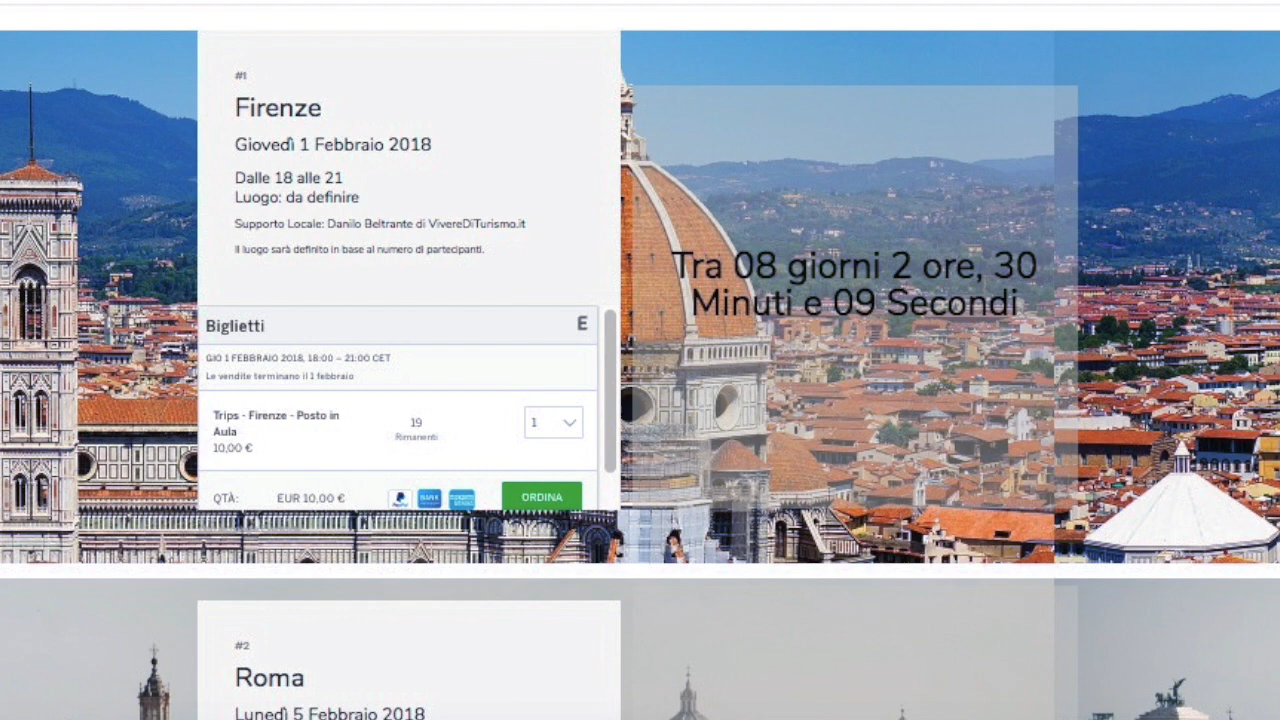 #1
Firenze
Giovedì 1 Febbraio 2018
Dalle 18 alle 21
Luogo: da definire
Supporto Locale: Danilo Beltrante di VivereDiTurismo.it
Il luogo sarà definito in base al numero di partecipanti.
Biglietti
E
GIO 1 FEBBRAIO 2018, 18:00 – 21:00 CET
Le vendite terminano il 1 febbraio
Trips - Firenze - Posto in
Aula
10,00 €
19
Rimanenti
1
QTÀ:
EUR 10,00 €
PayPal
BANK
ORDINA
Tra 08 giorni 2 ore, 30
Minuti e 09 Secondi
#2
Roma
Lunedì 5 Febbraio 2018